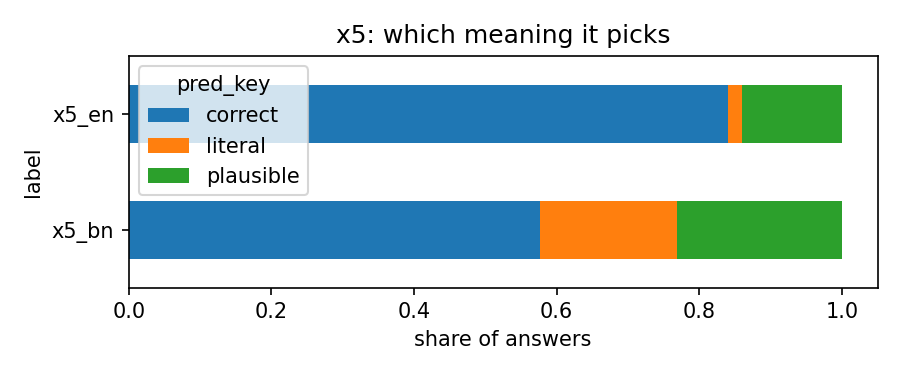 x5: which meaning it picks
pred_key
correct
literal
plausible
x5_en
x5_bn
label
0.0 0.2 0.4 0.6 0.8 1.0
share of answers